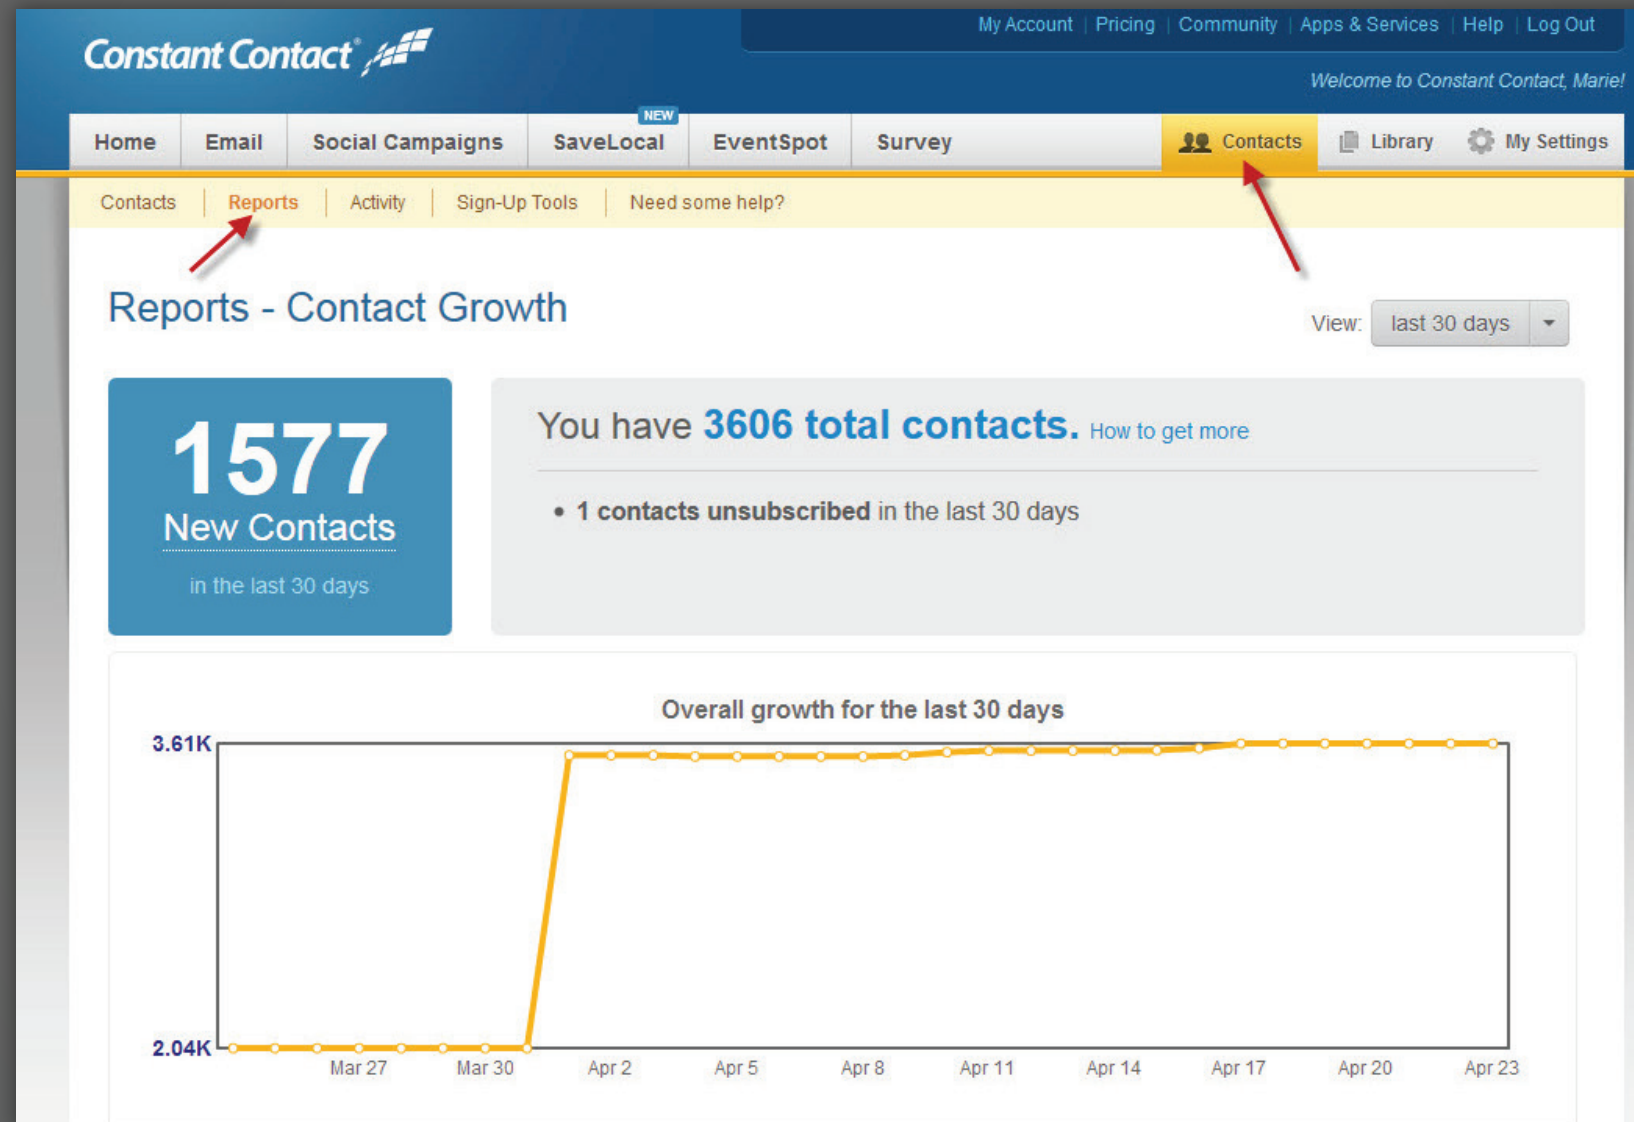 My Account | Pricing | Community | Apps & Services | Help | Log Out
Constant Contact®
Welcome to Constant Contact, Marie!
NEW
Home Email Social Campaigns SaveLocal EventSpot Survey Contacts Library My Settings
Contacts Reports Activity Sign-Up Tools Need some help?
Reports - Contact Growth
View: last 30 days
1577
New Contacts
in the last 30 days
You have 3606 total contacts. How to get more
• 1 contacts unsubscribed in the last 30 days
Overall growth for the last 30 days
3.61K
2.04K
Mar 27 Mar 30 Apr 2 Apr 5 Apr 8 Apr 11 Apr 14 Apr 17 Apr 20 Apr 23